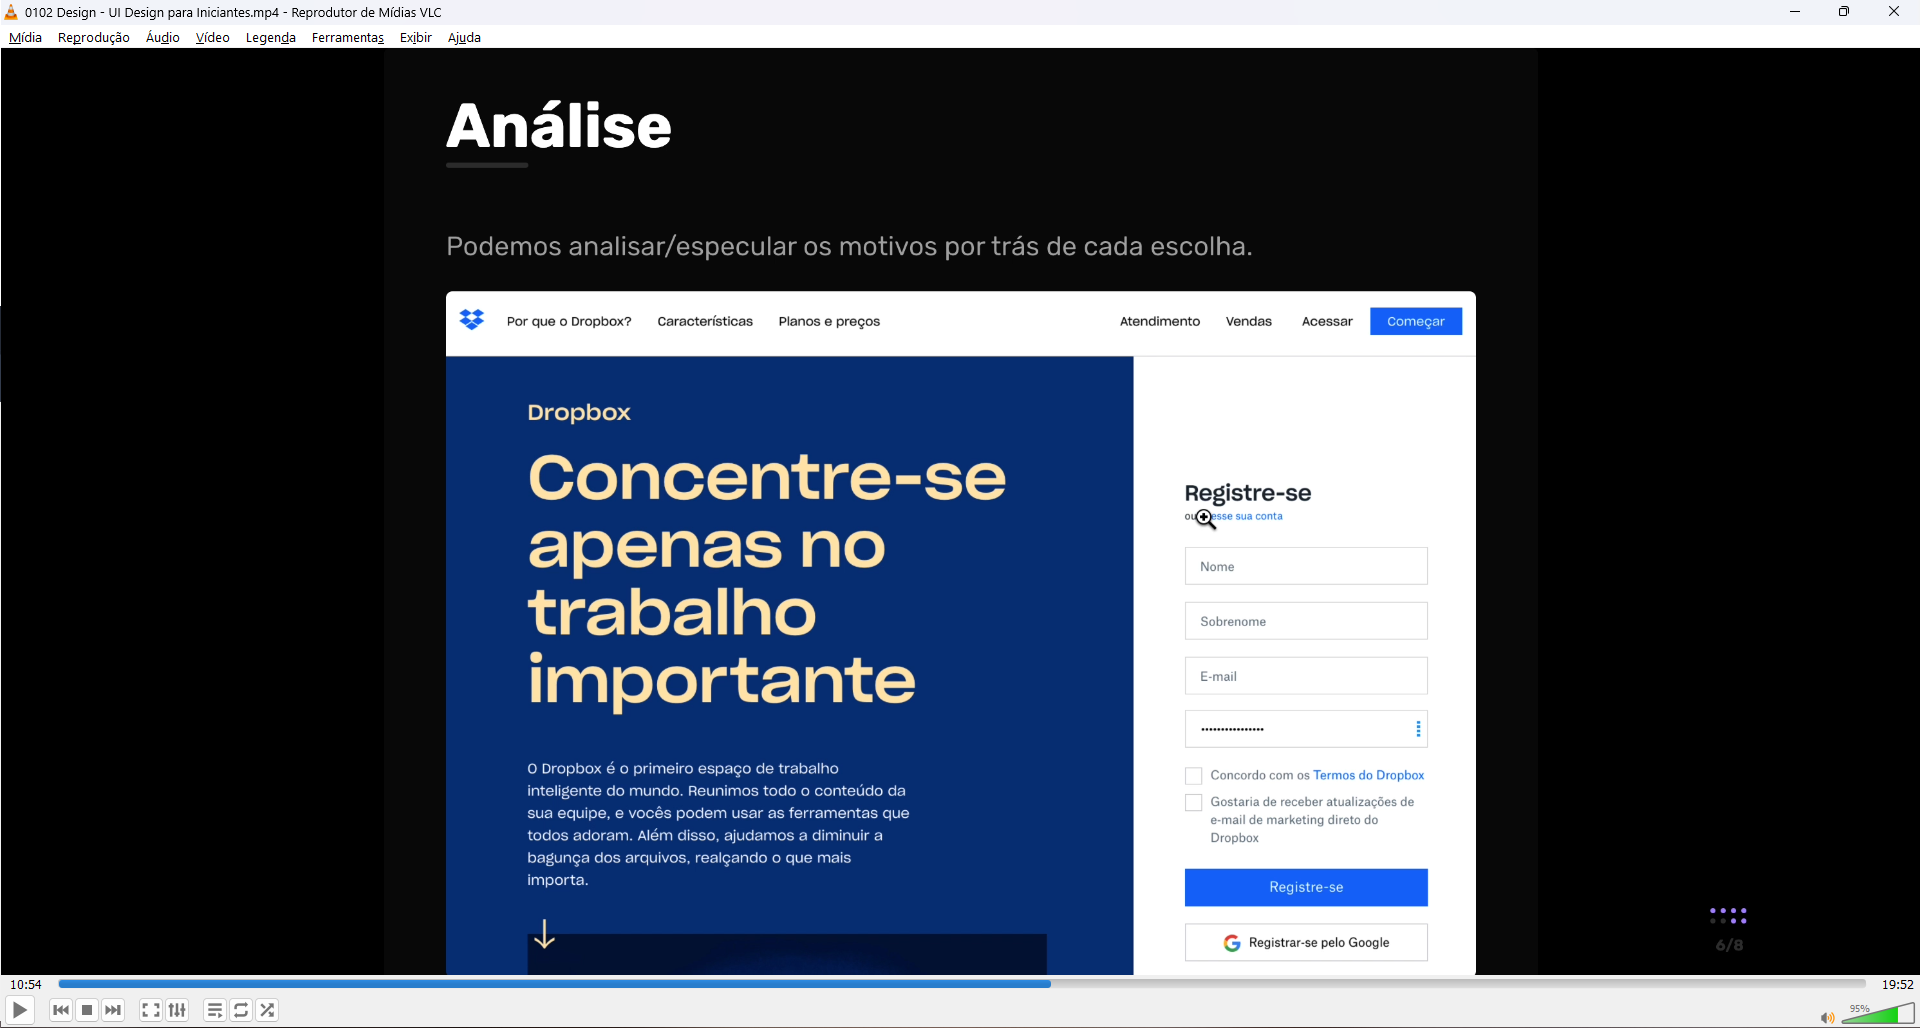 0102 Design - UI Design para Iniciantes.mp4 - Reprodutor de Mídias VLC
Mídia Reprodução Áudio Vídeo Legenda Ferramentas Exibir Ajuda
Análise
Podemos analisar/especular os motivos por trás de cada escolha.
Por que o Dropbox? Características Planos e preços Atendimento Vendas Acessar Começar
Dropbox
Concentre-se
apenas no
trabalho
importante
O Dropbox é o primeiro espaço de trabalho
inteligente do mundo. Reunimos todo o conteúdo da
sua equipe, e vocês podem usar as ferramentas que
todos adoram. Além disso, ajudamos a diminuir a
bagunça dos arquivos, realçando o que mais
importa.
Registre-se
ou esse sua conta
Nome
Sobrenome
E-mail
Concordo com os Termos do Dropbox
Gostaria de receber atualizações de
e-mail de marketing direto do
Dropbox
Registre-se
Registrar-se pelo Google
6/8
10:54 19:52
95%